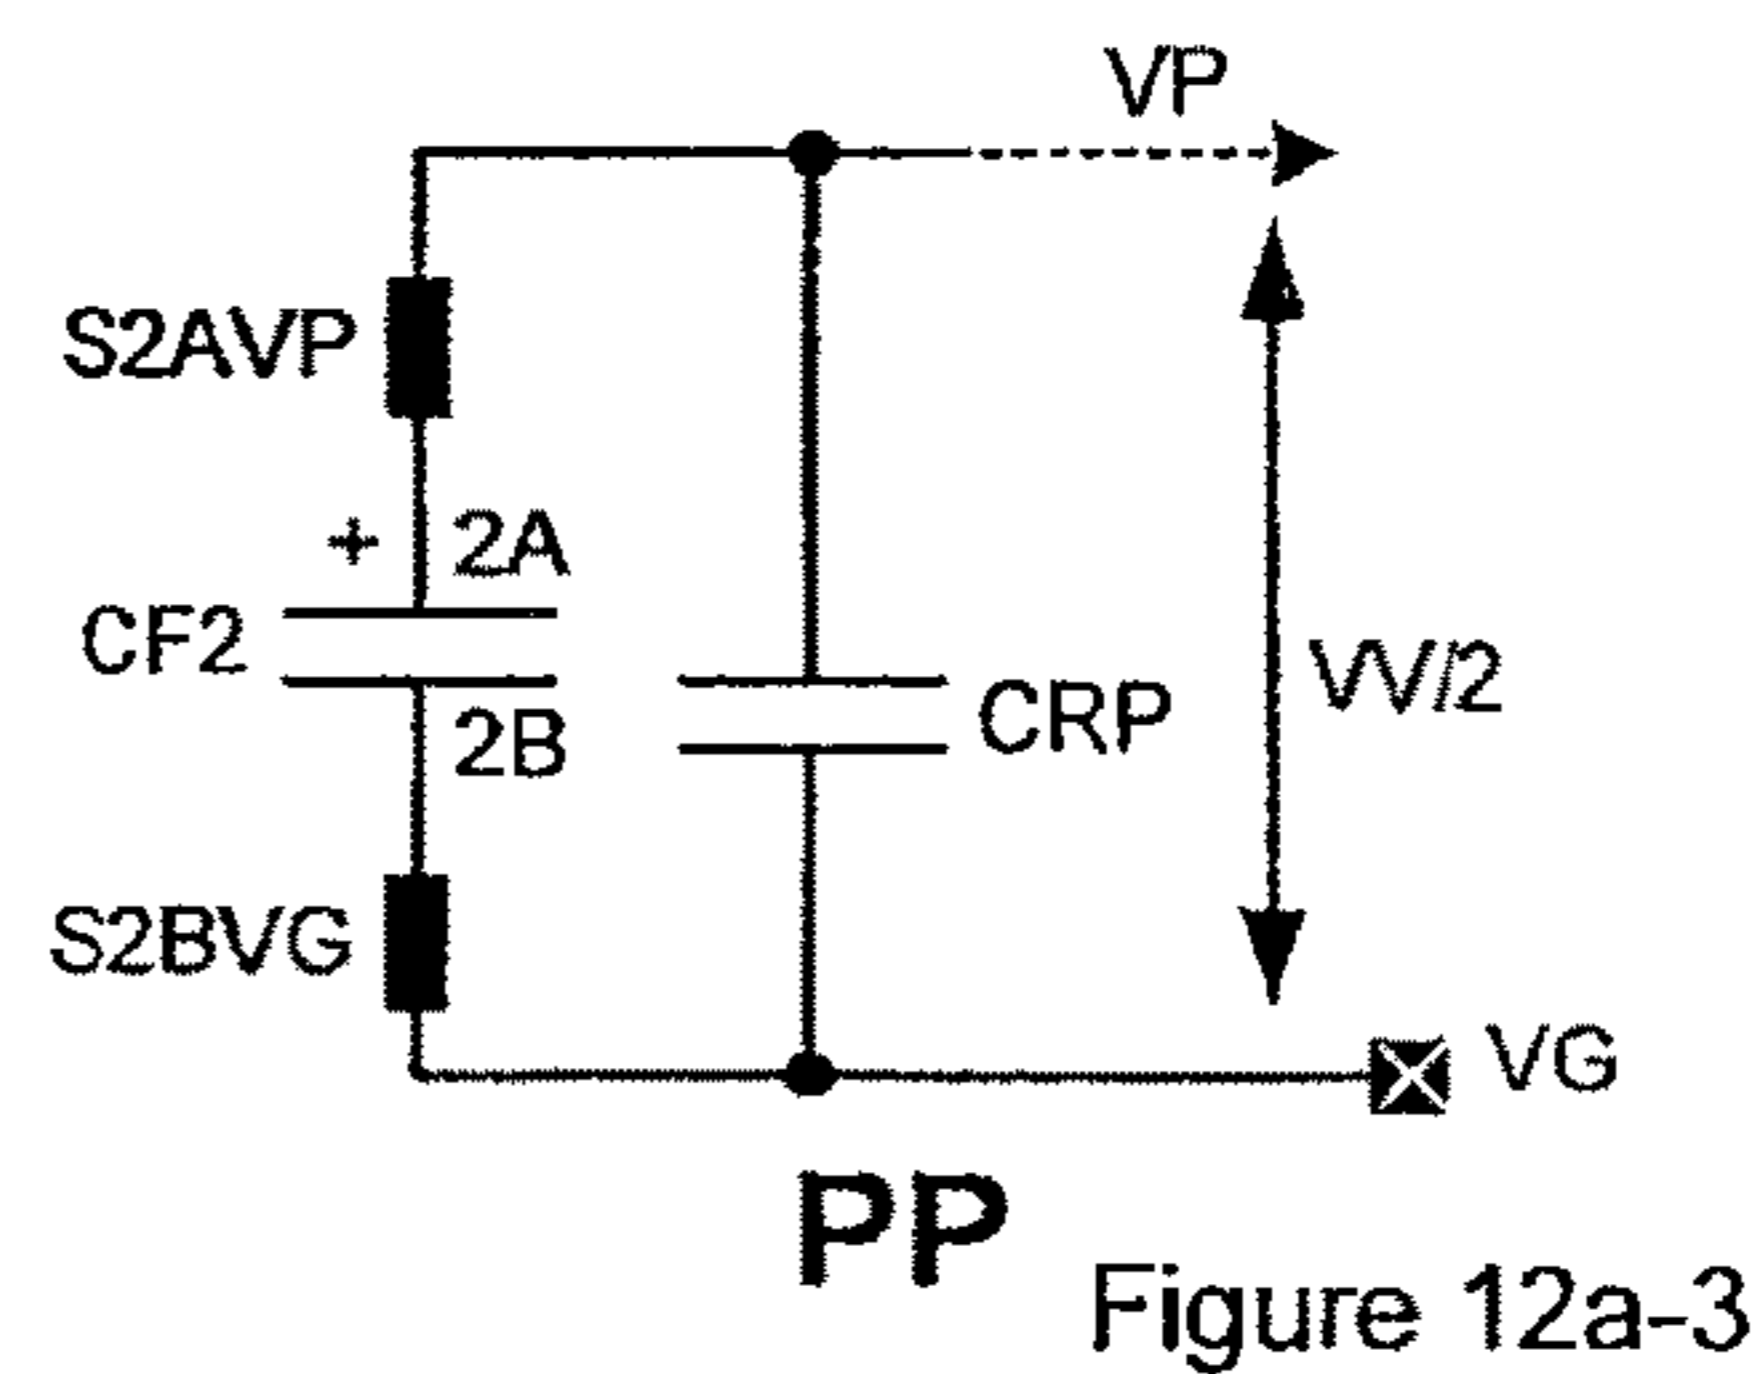 VP
S2AVP
+ 2A
CF2
2B
CRP
VV/2
S2BVG
VG
PP
Figure 12a-3